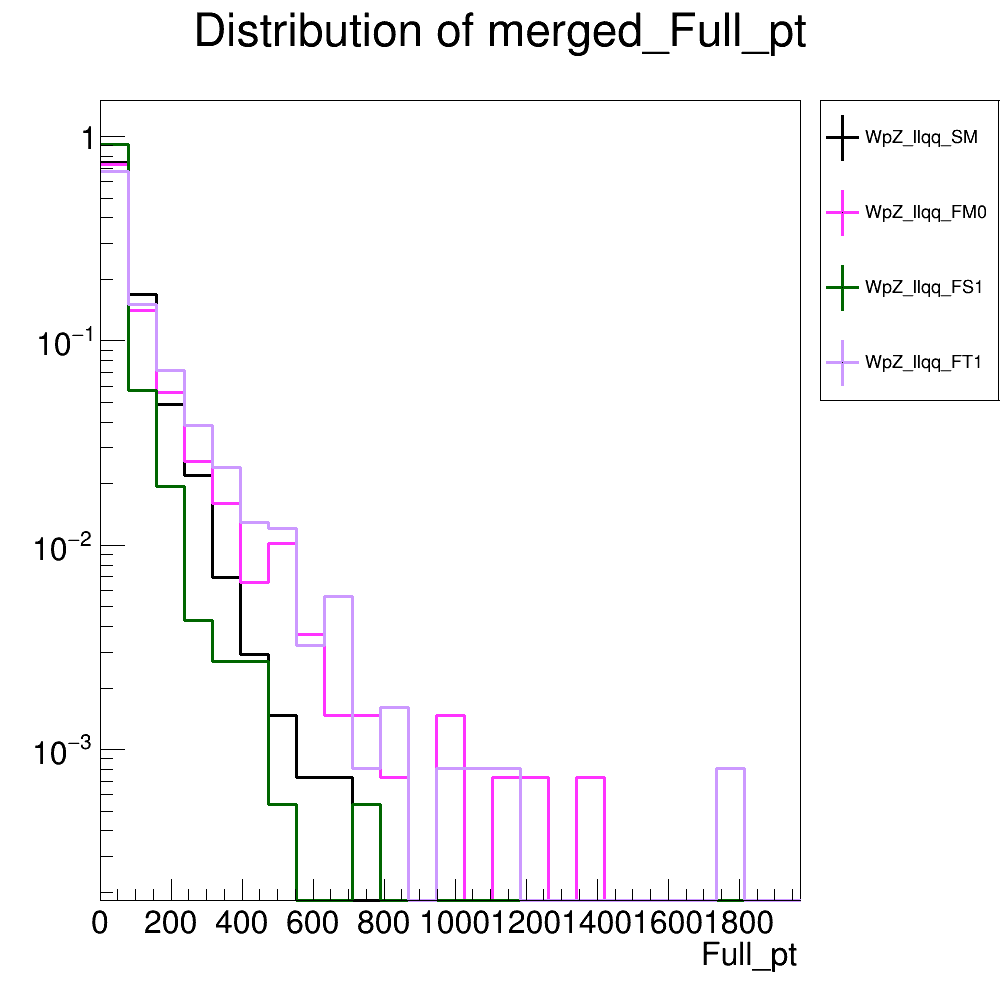 Distribution of merged_Full_pt
1
10−1
10−2
10−3
0 200 400 600 800 1000 1200 1400 1600 1800
Full_pt
WpZ_llqq_SM
WpZ_llqq_FM0
WpZ_llqq_FS1
WpZ_llqq_FT1